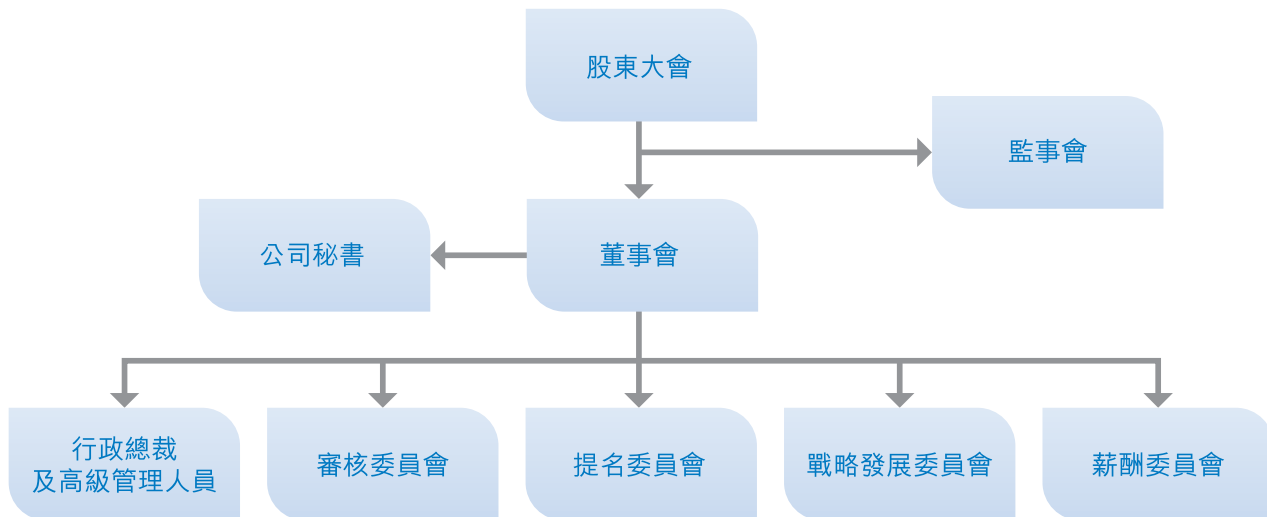 股東大會
監事會
公司秘書
董事會
行政總裁
及高級管理人員
審核委員會
提名委員會
戰略發展委員會
薪酬委員會